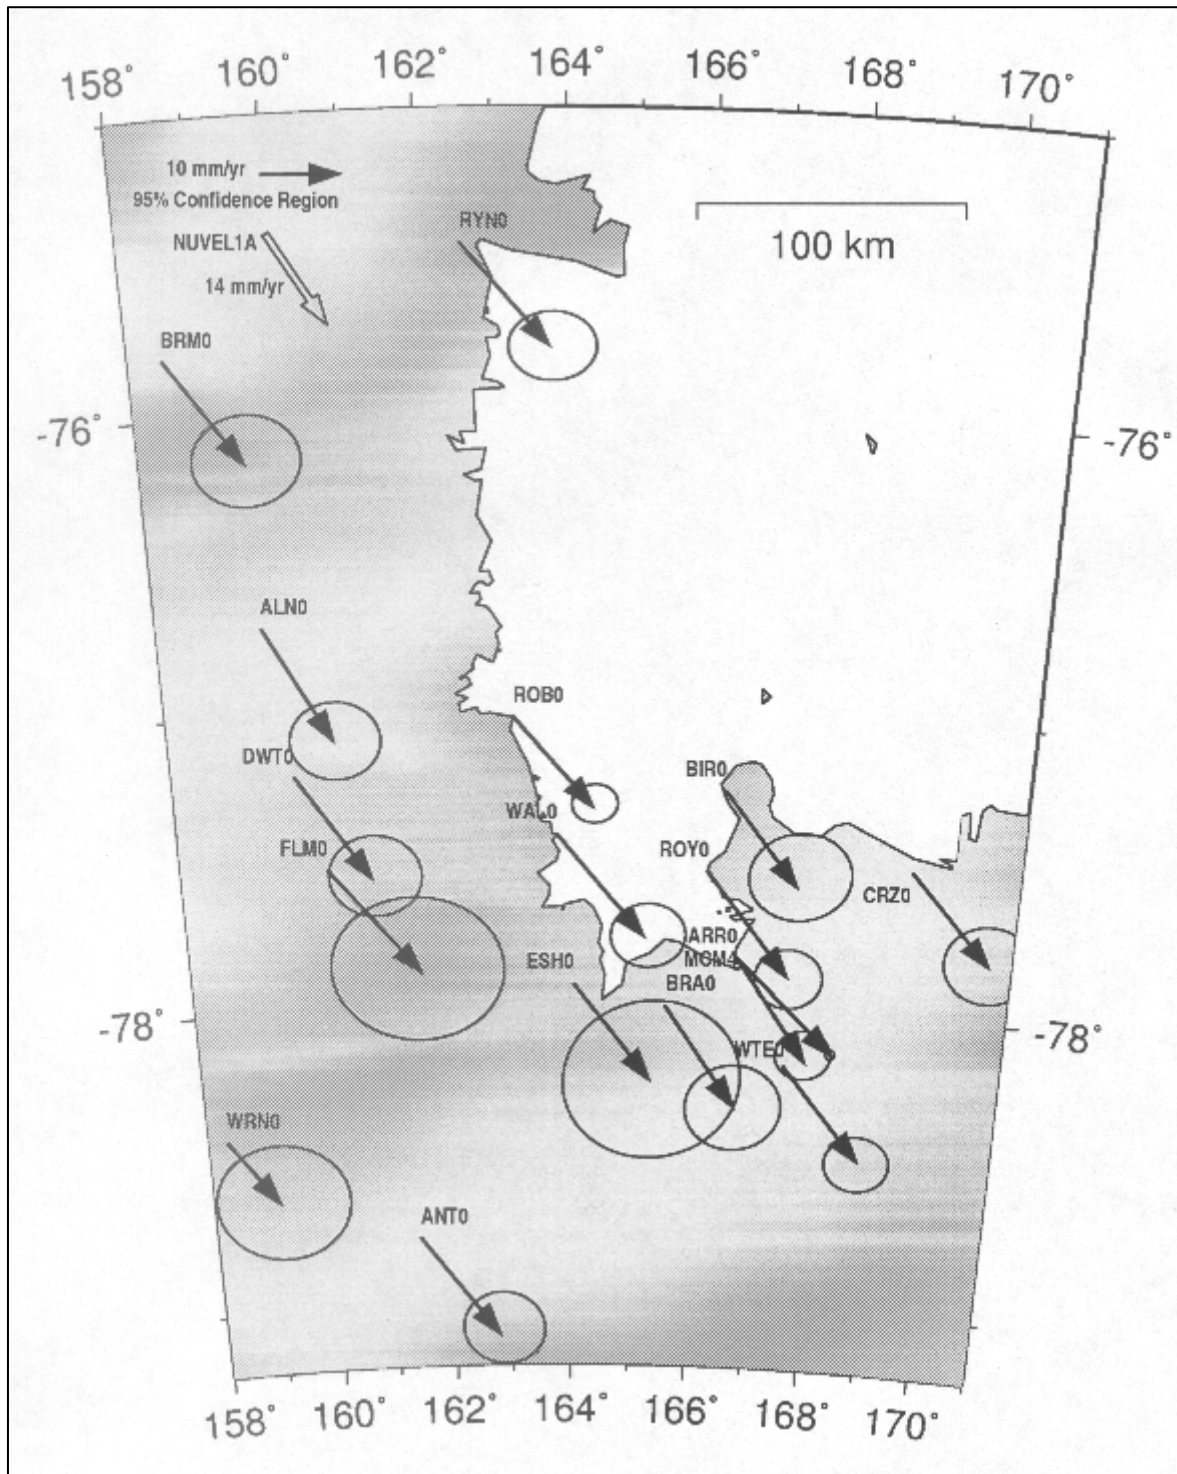 158° 160° 162° 164° 166° 168° 170°
10 mm/yr
95% Confidence Region
NUVEL1A
14 mm/yr
RYN0
100 km
BRM0
-76° -76°
ALN0
ROB0
DWT0
BIR0
WAL0
FLM0
ROY0
CRZ0
ARR0
ESH0
MCM4
BRA0
-78° -78°
WTE0
WRN0
ANT0
158° 160° 162° 164° 166° 168° 170°